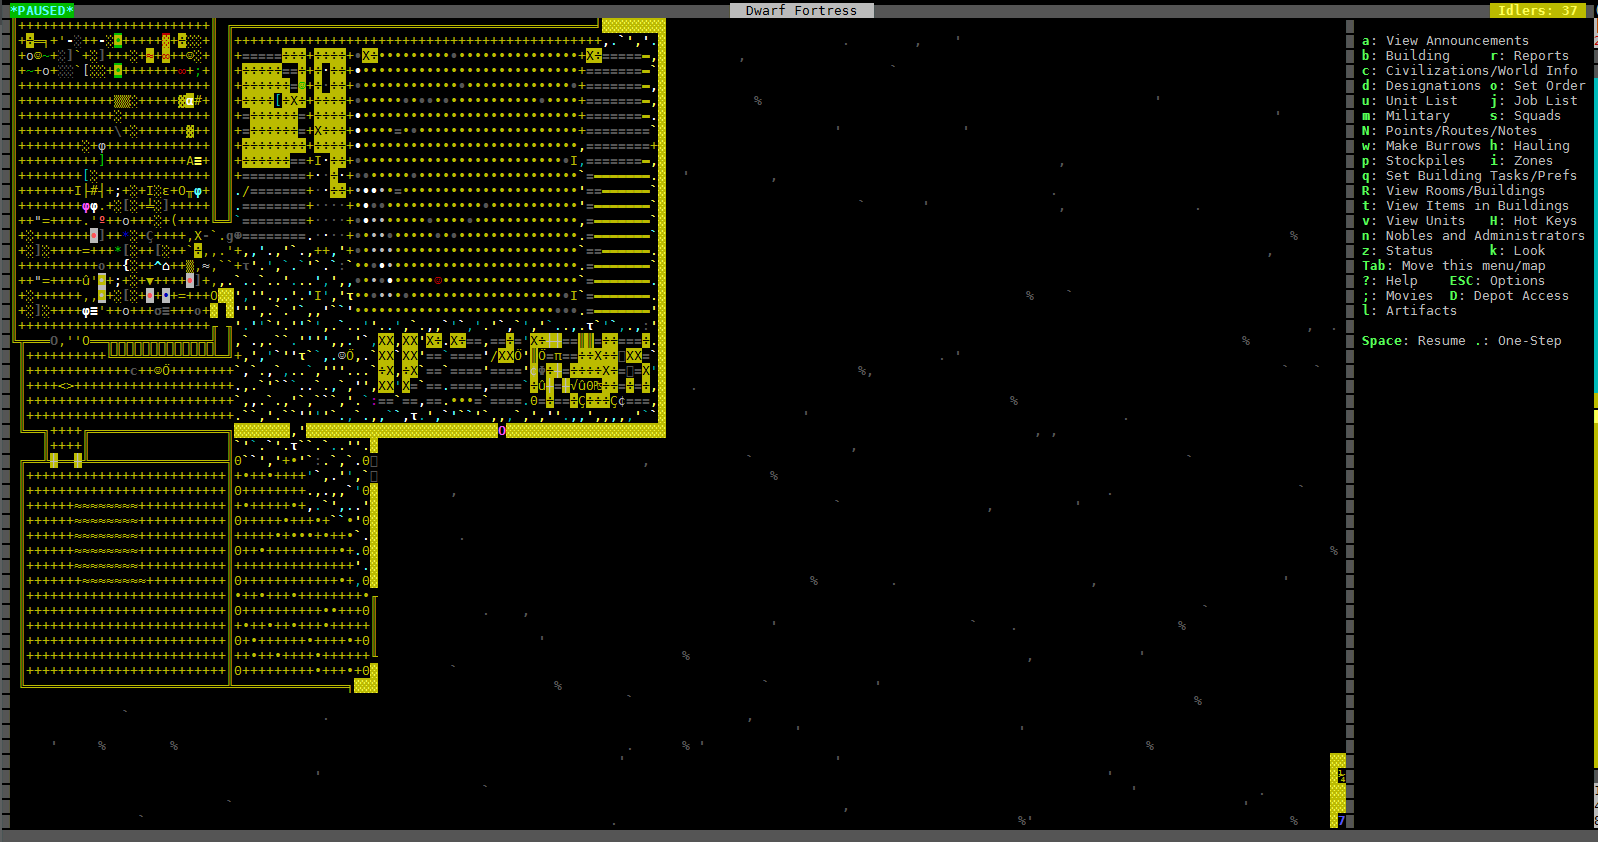 *PAUSED* Dwarf Fortress Idlers: 37
a: View Announcements
b: Building r: Reports
c: Civilizations/World Info
d: Designations o: Set Order
u: Unit List j: Job List
m: Military s: Squads
N: Points/Routes/Notes
w: Make Burrows h: Hauling
p: Stockpiles i: Zones
q: Set Building Tasks/Prefs
R: View Rooms/Buildings
t: View Items in Buildings
v: View Units H: Hot Keys
n: Nobles and Administrators
z: Status k: Look
Tab: Move this menu/map
?: Help ESC: Options
;: Movies D: Depot Access
l: Artifacts
Space: Resume .: One-Step